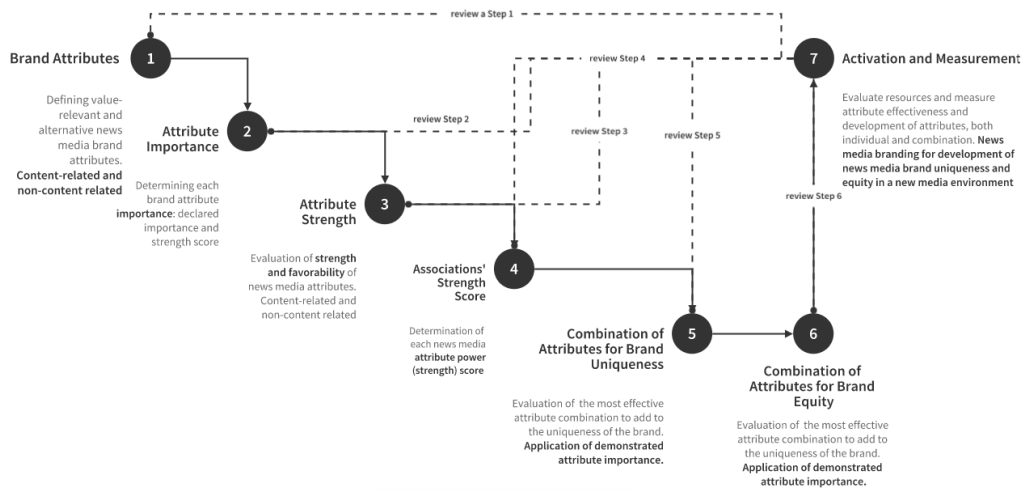 review a Step 1
Brand Attributes
1
7
Activation and Measurement
review Step 4
Defining value-
relevant and
alternative news
media brand
attributes.
Content-related and
non-content related
Evaluate resources and measure
attribute effectiveness and
development of attributes, both
individual and combination. News
media branding for development of
news media brand uniqueness and
equity in a new media environment
review Step 2
Attribute
Importance
2
review Step 3
review Step 5
Determining each
brand attribute
importance: declared
importance and
strength score
review Step 6
Attribute
Strength
3
Evaluation of strength
and favorability of
news media attributes.
Content-related and
non-content related
Associations'
Strength
Score
4
Determination of
each news media
attribute power
(strength) score
Combination of
Attributes for Brand
Uniqueness
5
6
Evaluation of the most effective
attribute combination to add to
the uniqueness of the brand.
Application of demonstrated
attribute importance.
Combination of
Attributes for Brand
Equity
Evaluation of the most effective
attribute combination to add to
the uniqueness of the brand.
Application of demonstrated
attribute importance.